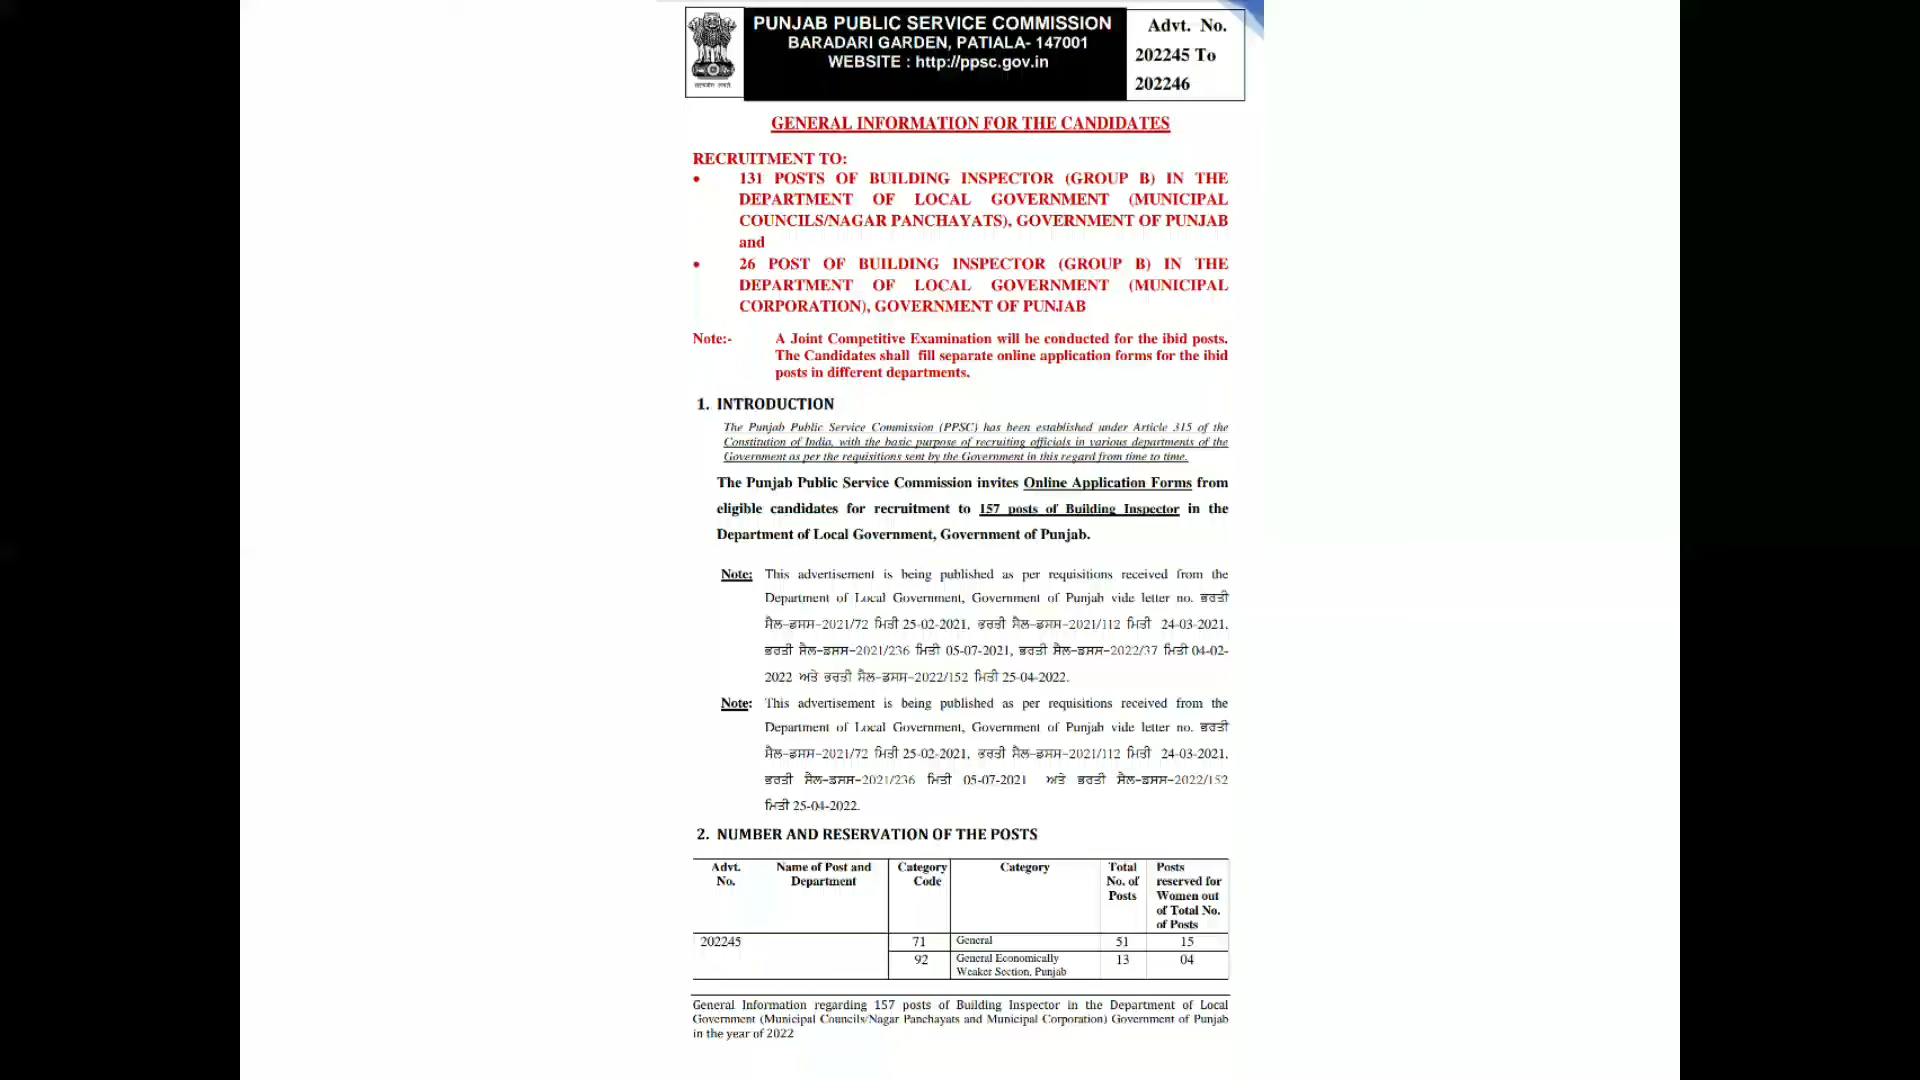 PUNJAB PUBLIC SERVICE COMMISSION
BARADARI GARDEN, PATIALA- 147001
WEBSITE : http://ppsc.gov.in
Advt. No.
202245 To
202246
GENERAL INFORMATION FOR THE CANDIDATES
RECRUITMENT TO:
• 131 POSTS OF BUILDING INSPECTOR (GROUP B) IN THE
DEPARTMENT OF LOCAL GOVERNMENT (MUNICIPAL
COUNCILS/NAGAR PANCHAYATS), GOVERNMENT OF PUNJAB
and
• 26 POST OF BUILDING INSPECTOR (GROUP B) IN THE
DEPARTMENT OF LOCAL GOVERNMENT (MUNICIPAL
CORPORATION), GOVERNMENT OF PUNJAB
Note:- A Joint Competitive Examination will be conducted for the ibid posts.
The Candidates shall fill separate online application forms for the ibid
posts in different departments.
1. INTRODUCTION
The Punjab Public Service Commission (PPSC) has been established under Article 315 of the
Constitution of India, with the basic purpose of recruiting officials in various departments of the
Government as per the requisitions sent by the Government in this regard from time to time.
The Punjab Public Service Commission invites Online Application Forms from
eligible candidates for recruitment to 157 posts of Building Inspector in the
Department of Local Government, Government of Punjab.
Note: This advertisement is being published as per requisitions received from the
Department of Local Government, Government of Punjab vide letter no. ਭਰਤੀ
ਸੈਲ-ਡਸਸ-2021/72 ਮਿਤੀ 25-02-2021, ਭਰਤੀ ਸੈਲ-ਡਸਸ-2021/112 ਮਿਤੀ 24-03-2021,
ਭਰਤੀ ਸੈਲ-ਡਸਸ-2021/236 ਮਿਤੀ 05-07-2021, ਭਰਤੀ ਸੈਲ-ਡਸਸ-2022/37 ਮਿਤੀ 04-02-
2022 ਅਤੇ ਭਰਤੀ ਸੈਲ-ਡਸਸ-2022/152 ਮਿਤੀ 25-04-2022.
Note: This advertisement is being published as per requisitions received from the
Department of Local Government, Government of Punjab vide letter no. ਭਰਤੀ
ਸੈਲ-ਡਸਸ-2021/72 ਮਿਤੀ 25-02-2021, ਭਰਤੀ ਸੈਲ-ਡਸਸ-2021/112 ਮਿਤੀ 24-03-2021,
ਭਰਤੀ ਸੈਲ-ਡਸਸ-2021/236 ਮਿਤੀ 05-07-2021 ਅਤੇ ਭਰਤੀ ਸੈਲ-ਡਸਸ-2022/152
ਮਿਤੀ 25-04-2022.
2. NUMBER AND RESERVATION OF THE POSTS
Advt. No. Name of Post and Department Category Code Category Total No. of Posts Posts reserved for Women out of Total No. of Posts
202245 71 General 51 15
92 General Economically Weaker Section, Punjab 13 04
General Information regarding 157 posts of Building Inspector in the Department of Local
Government (Municipal Councils/Nagar Panchayats and Municipal Corporation) Government of Punjab
in the year of 2022